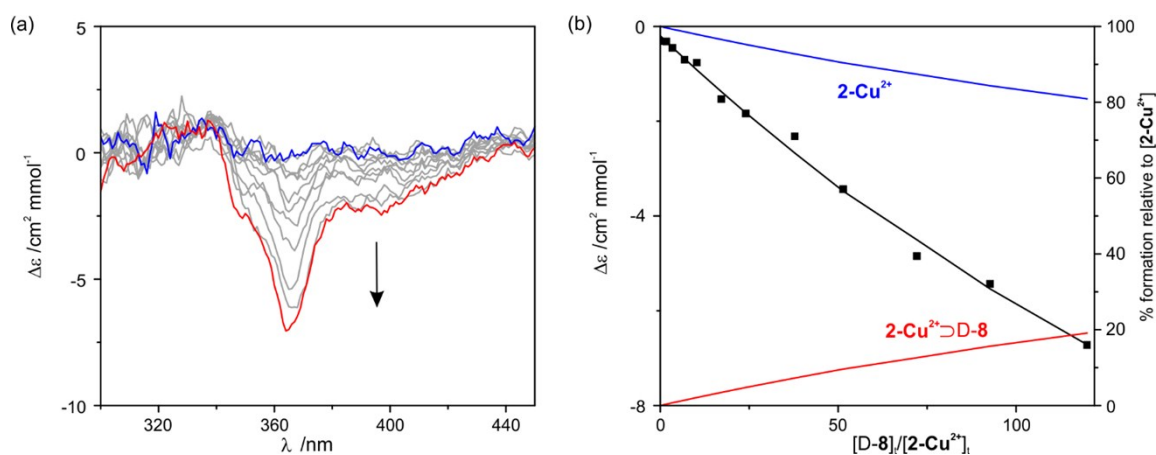 (a)
5
0
-5
-10
Δε /cm² mmol⁻¹
320
360
400
440
λ /nm
(b)
0
-2
-4
-6
-8
Δε /cm² mmol⁻¹
2-Cu²⁺
2-Cu²⁺⊃D-8
0
50
100
[D-8]ₜ/[2-Cu²⁺]ₜ
100
80
60
40
20
0
% formation relative to [2-Cu²⁺]